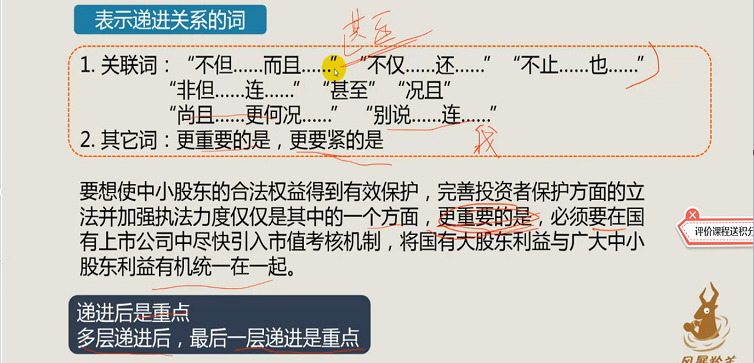 表示递进关系的词
甚至
1. 关联词：“不但……而且……”“不仅……还……”“不止……也……”
“非但……连……”“甚至”“况且”
“尚且……更何况……”“别说……连……”
2. 其它词：更重要的是，更要紧的是
我
要想使中小股东的合法权益得到有效保护，完善投资者保护方面的立
法并加强执法力度仅仅是其中的一个方面，更重要的是，必须要在国
有上市公司中尽快引入市值考核机制，将国有大股东利益与广大中小
股东利益有机统一在一起。
评价课程送积分
递进后是重点
多层递进后，最后一层递进是重点